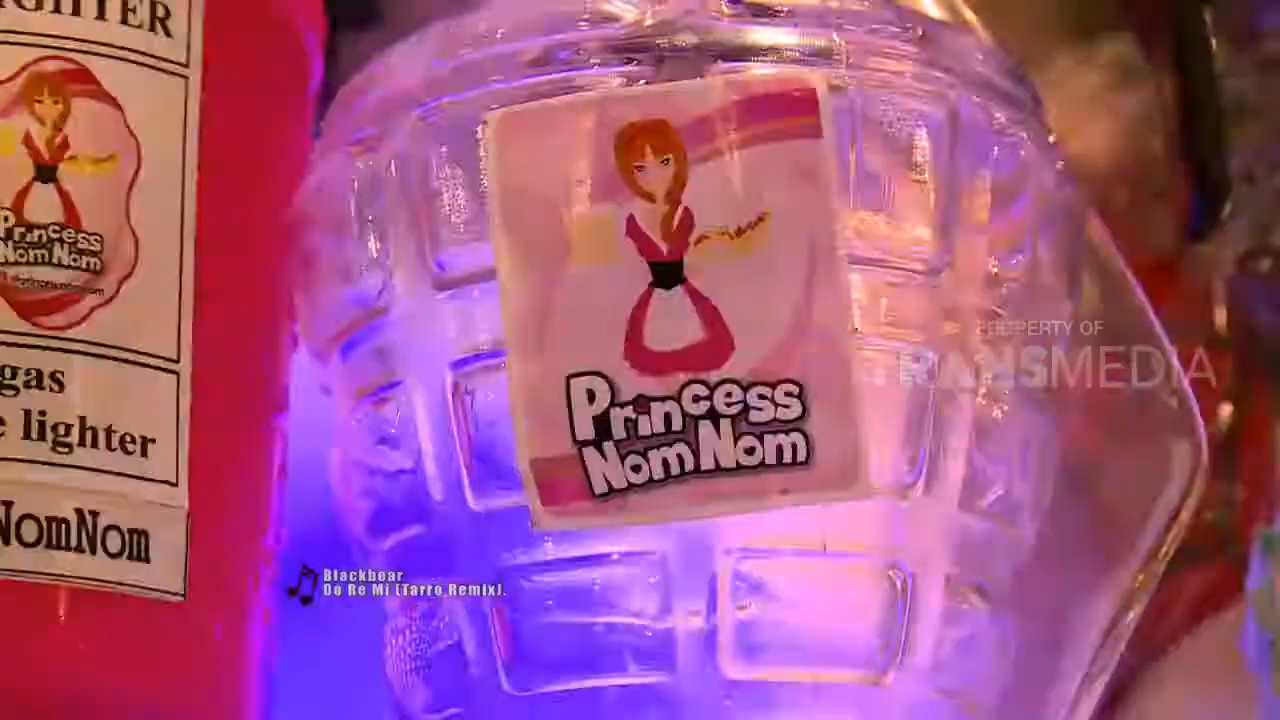 LIGHTER
Princess
NomNom
gas
lighter
NomNom
Princess
NomNom
PROPERTY OF
TRANSMEDIA
Blackbear
Do Re Mi (Tarro Remix).